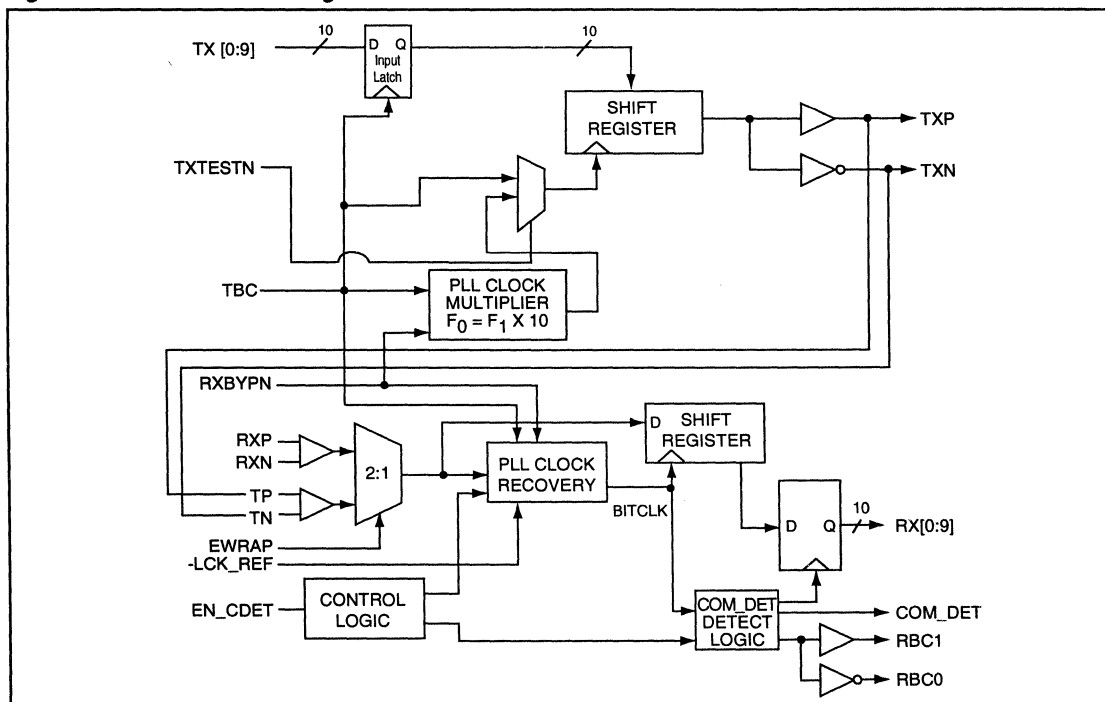 TX [0:9]
10
D Q
Input
Latch
10
SHIFT
REGISTER
TXP
TXN
TXTESTN
TBC
PLL CLOCK
MULTIPLIER
F0 = F1 X 10
RXBYPN
RXP
RXN
TP
TN
2:1
EWRAP
-LCK_REF
PLL CLOCK
RECOVERY
BITCLK
D SHIFT
REGISTER
D Q
10
RX[0:9]
EN_CDET
CONTROL
LOGIC
COM_DET
DETECT
LOGIC
COM_DET
RBC1
RBC0